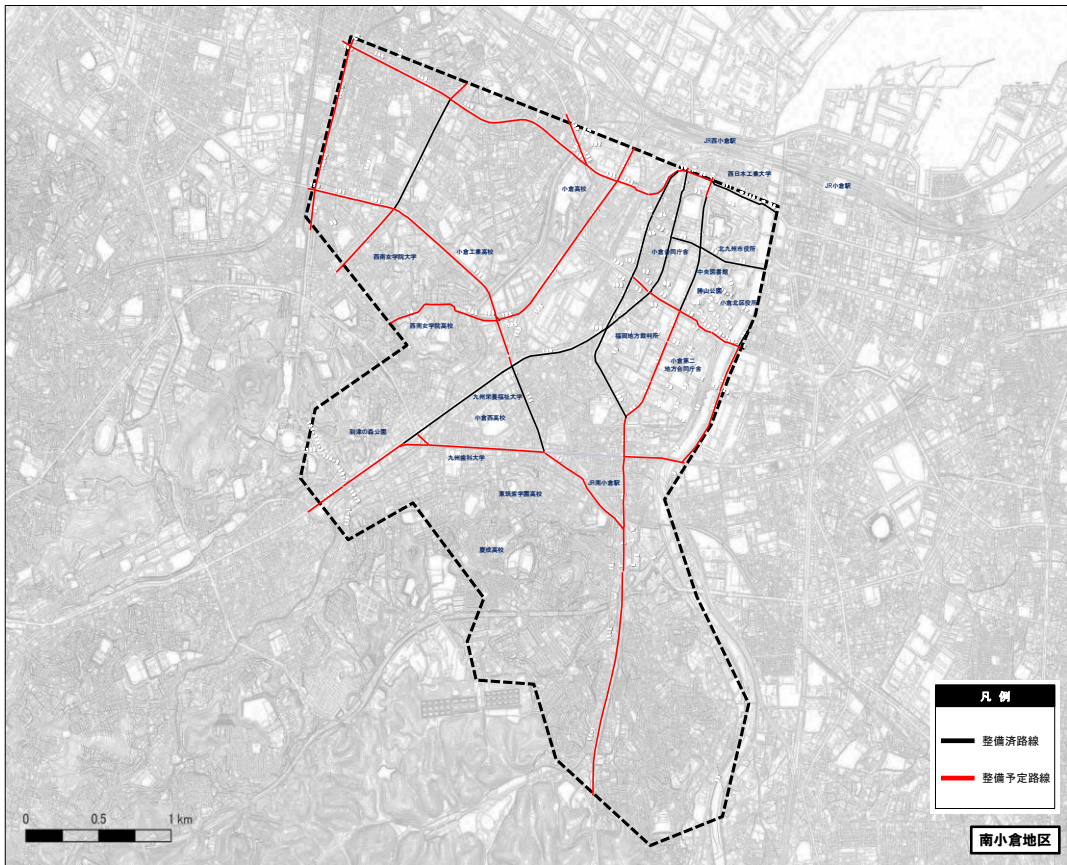 JR西小倉駅
西日本工業大学
JR小倉駅
小倉高校
小倉工業高校
西南女学院大学
小倉合同庁舎
北九州市役所
中央図書館
勝山公園
小倉北区役所
西南女学院高校
福岡地方裁判所
小倉第二
地方合同庁舎
九州栄養福祉大学
小倉西高校
到津の森公園
九州歯科大学
JR南小倉駅
東筑紫学園高校
慶成高校
凡 例
整備済路線
整備予定路線
0 0.5 1 km
南小倉地区